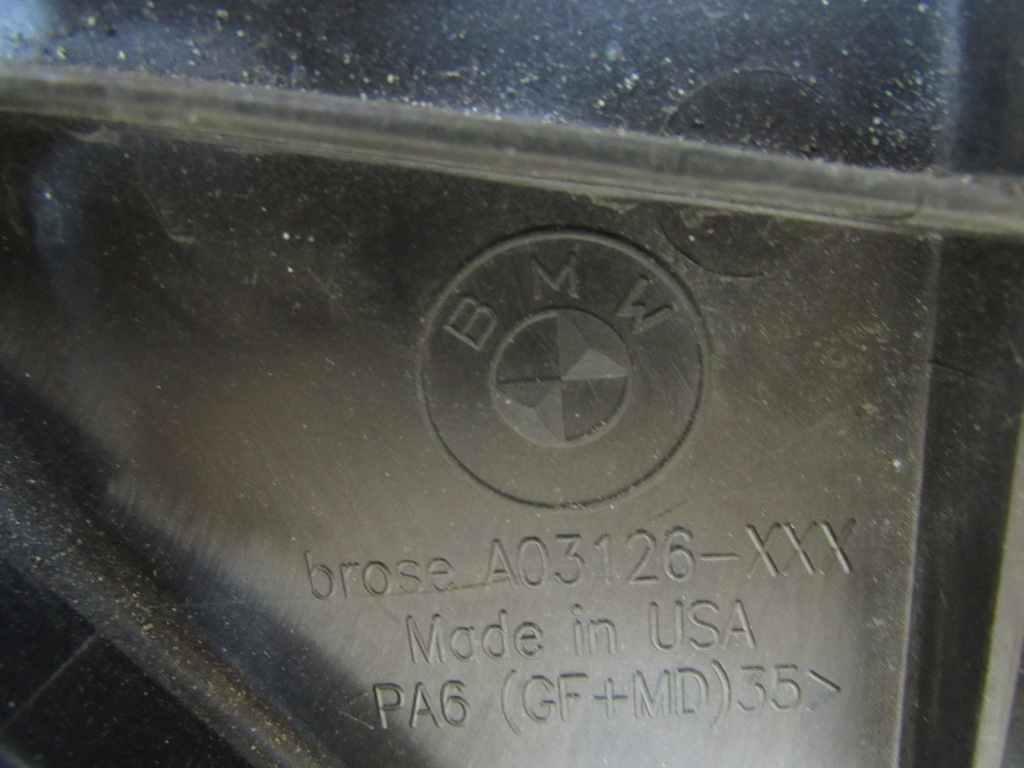 BMW
brose A03126-XXX
Made in USA
PA6 (GF+MD)35>